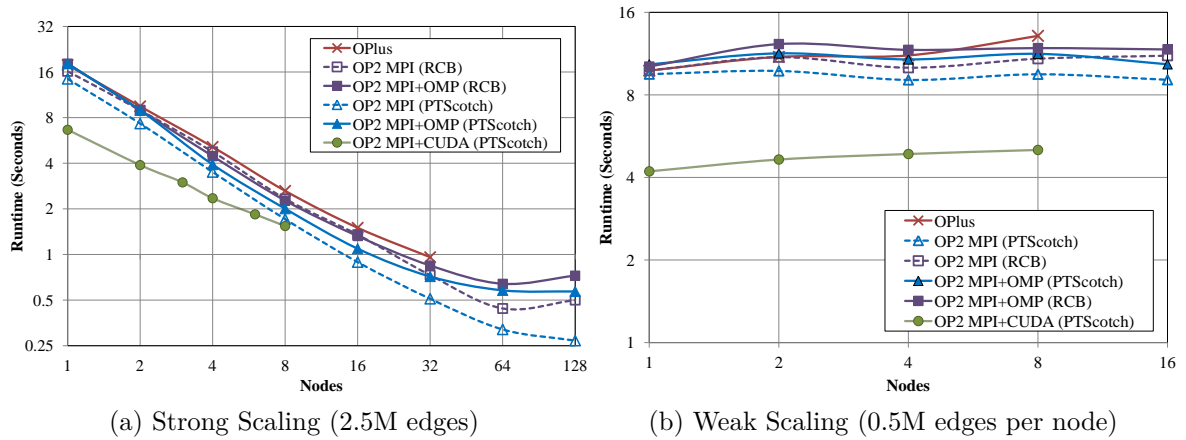 32
16
8
4
2
1
0.5
0.25
Runtime (Seconds)
OPlus
OP2 MPI (RCB)
OP2 MPI+OMP (RCB)
OP2 MPI (PTScotch)
OP2 MPI+OMP (PTScotch)
OP2 MPI+CUDA (PTScotch)
1 2 4 8 16 32 64 128
Nodes
(a) Strong Scaling (2.5M edges)
16
8
4
2
1
Runtime (Seconds)
OPlus
OP2 MPI (PTScotch)
OP2 MPI (RCB)
OP2 MPI+OMP (PTScotch)
OP2 MPI+OMP (RCB)
OP2 MPI+CUDA (PTScotch)
1 2 4 8 16
Nodes
(b) Weak Scaling (0.5M edges per node)